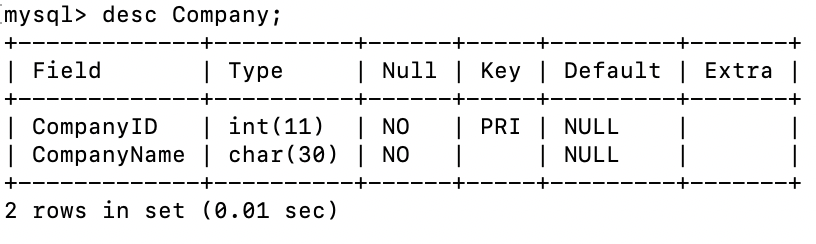 [mysql> desc Company;
+-------------+----------+------+-----+---------+-------+
| Field       | Type     | Null | Key | Default | Extra |
+-------------+----------+------+-----+---------+-------+
| CompanyID   | int(11)  | NO   | PRI | NULL    |       |
| CompanyName | char(30) | NO   |     | NULL    |       |
+-------------+----------+------+-----+---------+-------+
2 rows in set (0.01 sec)